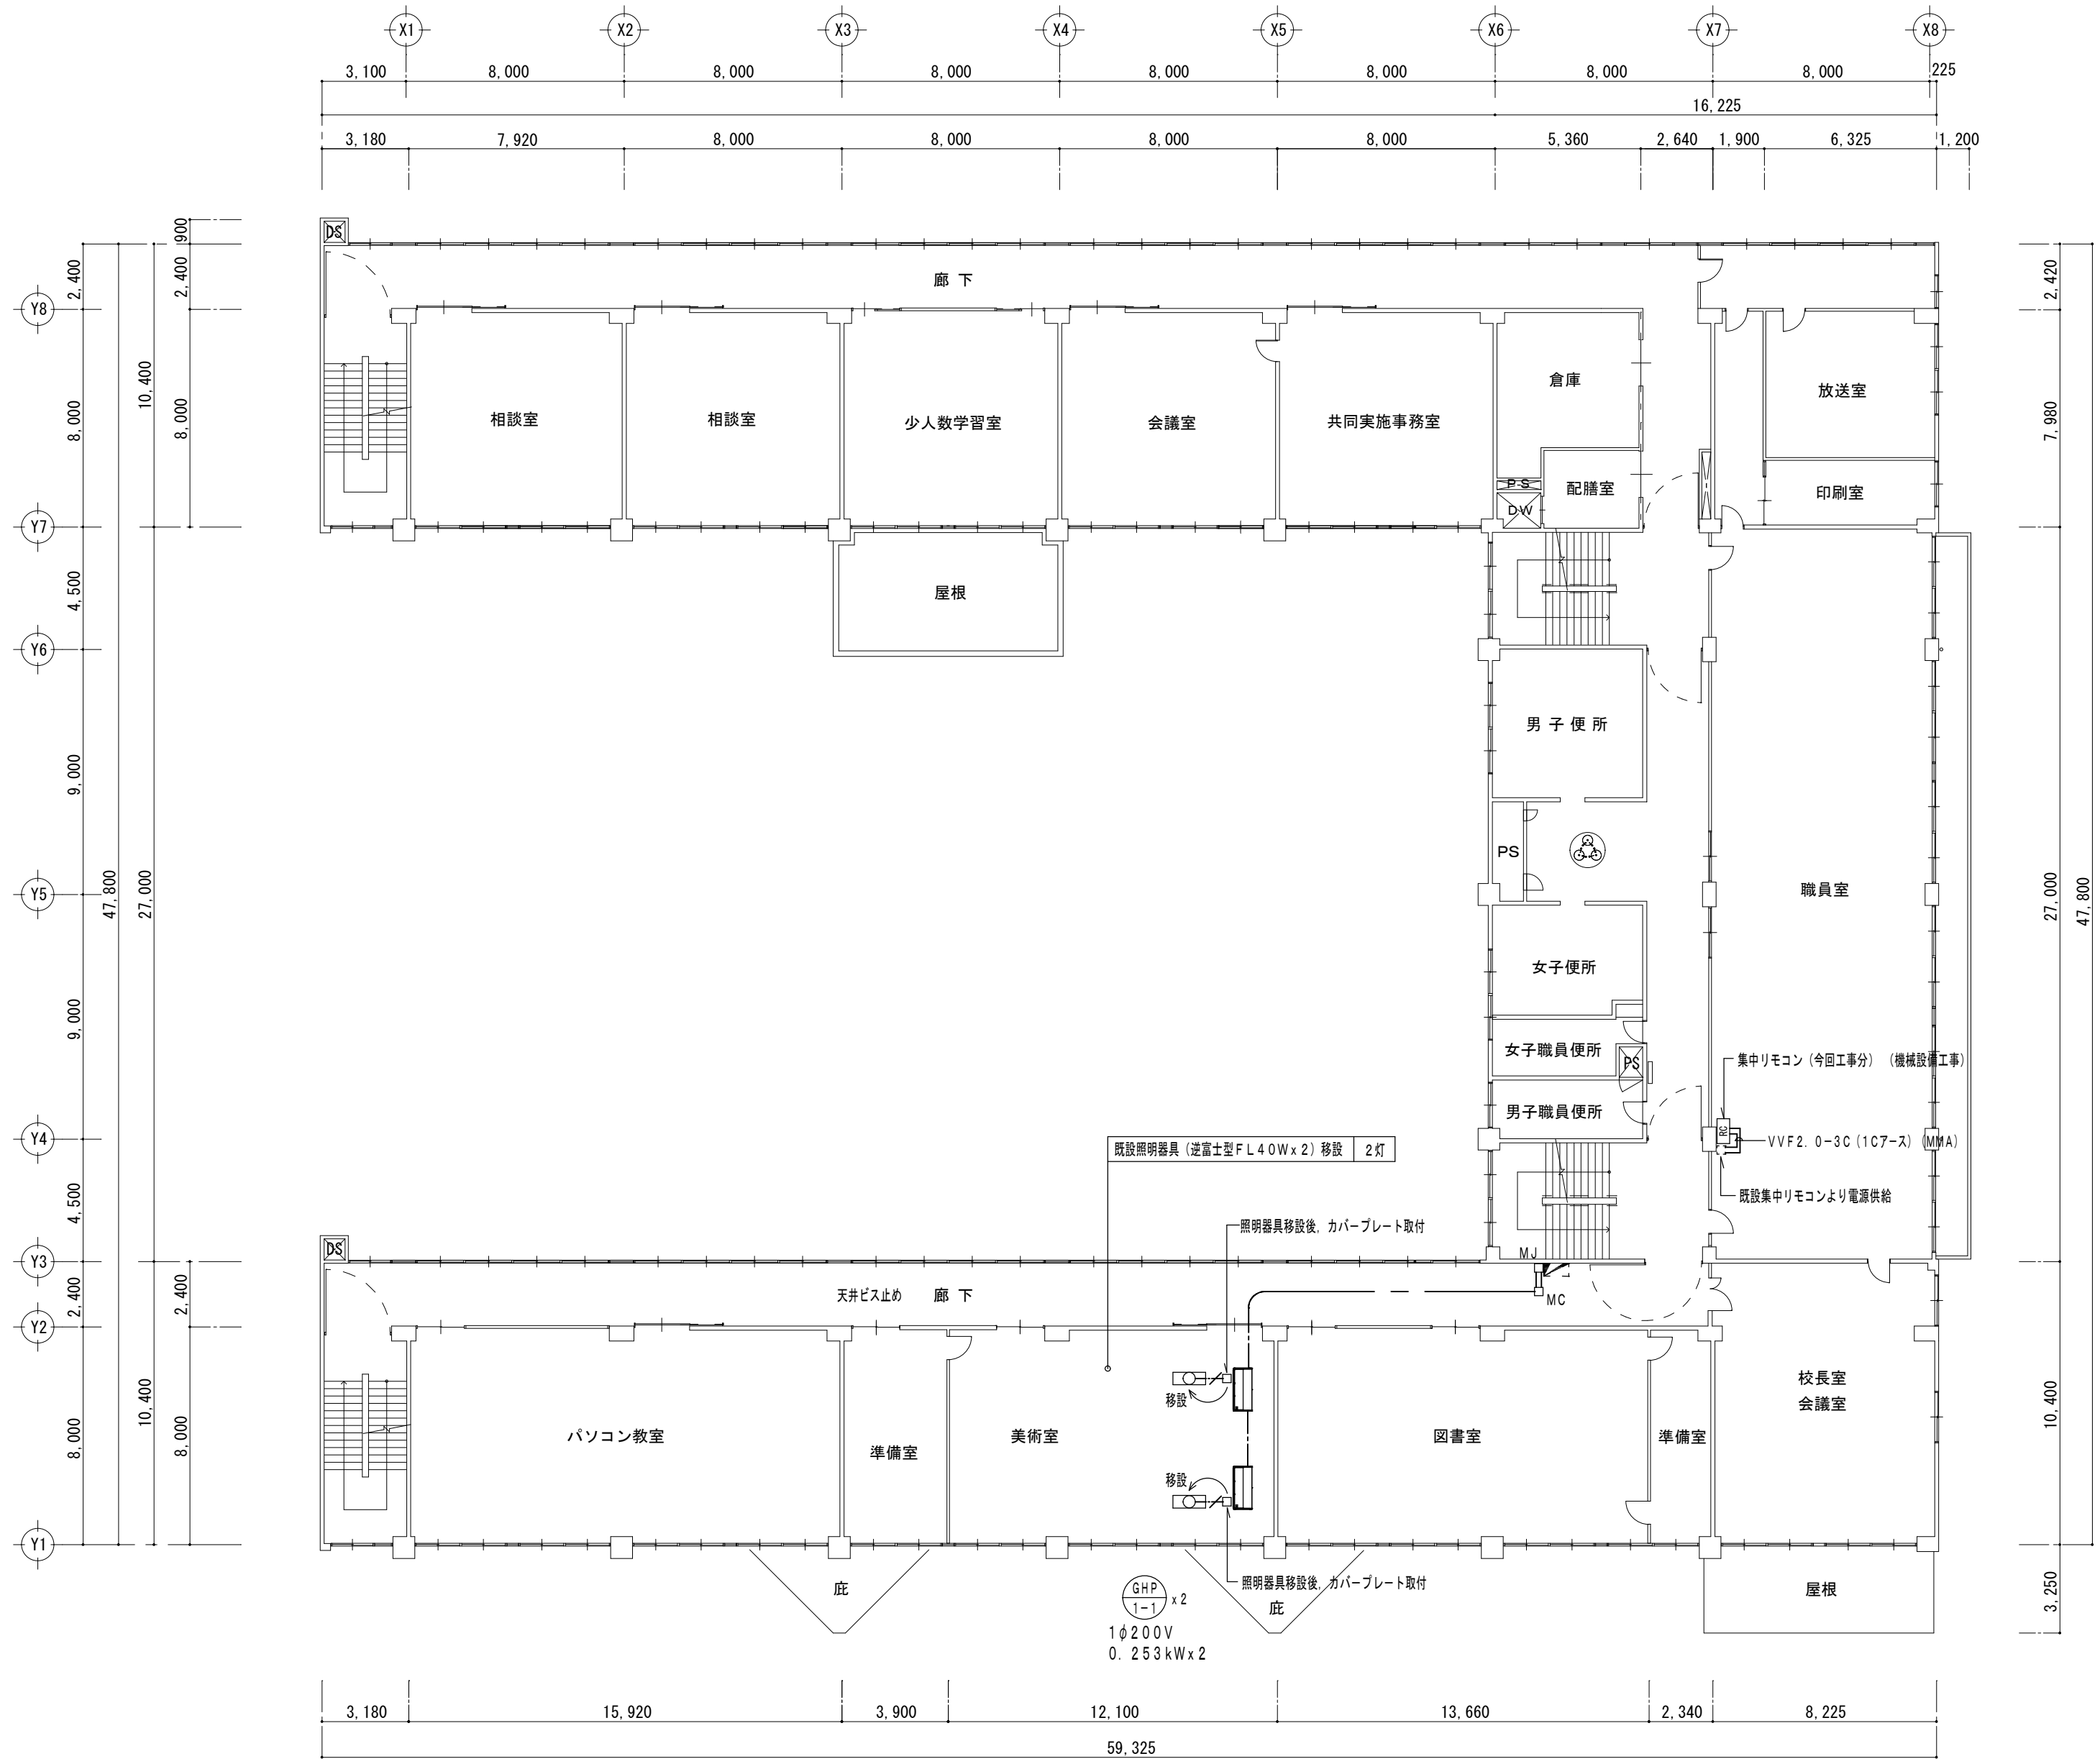 X1 X2 X3 X4 X5 X6 X7 X8
3,100 8,000 8,000 8,000 8,000 8,000 8,000 8,000 225
16,225
3,180 7,920 8,000 8,000 8,000 8,000 5,360 2,640 1,900 6,325 1,200
900
DS
2,400 2,400 廊 下 2,420
Y8
10,400
8,000 8,000 7,980
相談室 相談室 少人数学習室 会議室 共同実施事務室
倉庫
放送室
配膳室
印刷室
P-S
DW
Y7
4,500
屋根
Y6
男 子 便 所
9,000
PS
Y5
47,800 27,000
職員室
27,000 47,800
女子便所
9,000
女子職員便所
PS
男子職員便所
集中リモコン(今回工事分) (機械設備工事)
RC
VVF2.0-3C(1Cアース)(MMA)
既設集中リモコンより電源供給
Y4
既設照明器具(逆富士型FL40Wx2)移設 2灯
4,500
照明器具移設後,カバープレート取付
MJ
Y3
DS
2,400 2,400
天井ビス止め 廊 下
MC
Y2
10,400
8,000 8,000
パソコン教室
準備室
美術室
移設
移設
図書室
準備室
校長室
会議室
10,400
Y1
照明器具移設後,カバープレート取付
庇
庇
屋根
3,250
GHP
1-1
x2
1φ200V
0.253kWx2
3,180 15,920 3,900 12,100 13,660 2,340 8,225
59,325